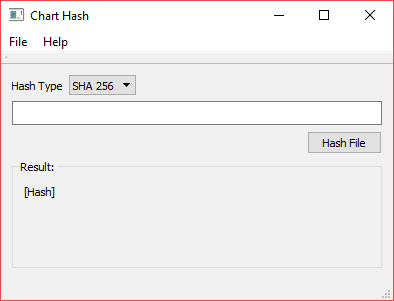 Chart Hash
File Help
Hash Type SHA 256
Hash File
Result:
[Hash]